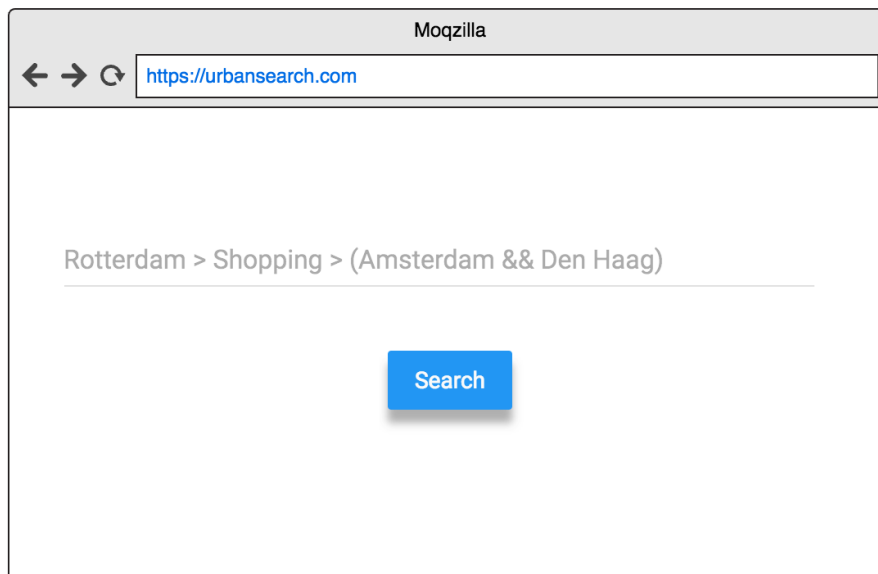 Moqzilla
https://urbansearch.com
Rotterdam > Shopping > (Amsterdam && Den Haag)
Search